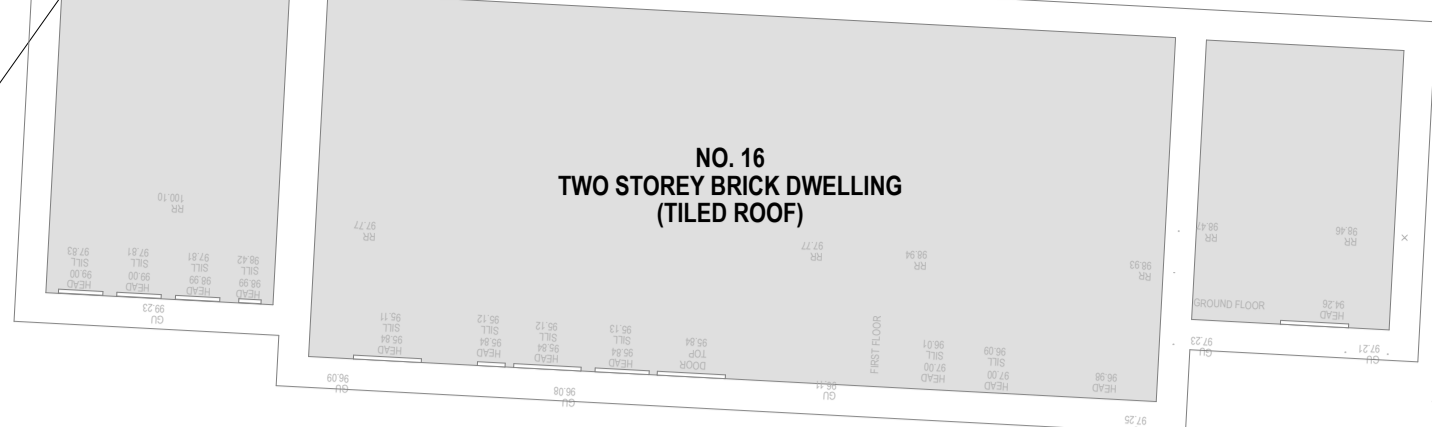 NO. 16
TWO STOREY BRICK DWELLING
(TILED ROOF)
RR
100.10
HEAD
99.00
SILL
97.83
HEAD
99.00
SILL
97.81
HEAD
98.99
SILL
97.81
HEAD
98.99
SILL
98.42
GU
99.23
RR
97.77
RR
97.77
RR
98.94
RR
98.93
RR
98.47
RR
98.46
HEAD
95.84
SILL
95.11
HEAD
95.84
SILL
95.12
HEAD
95.84
SILL
95.12
HEAD
95.84
SILL
95.13
DOOR
TOP
95.84
FIRST FLOOR
HEAD
97.00
SILL
96.01
HEAD
97.00
SILL
96.09
HEAD
96.98
GROUND FLOOR
HEAD
94.26
GU
97.23
GU
97.21
GU
96.09
GU
96.08
GU
96.11
97.25